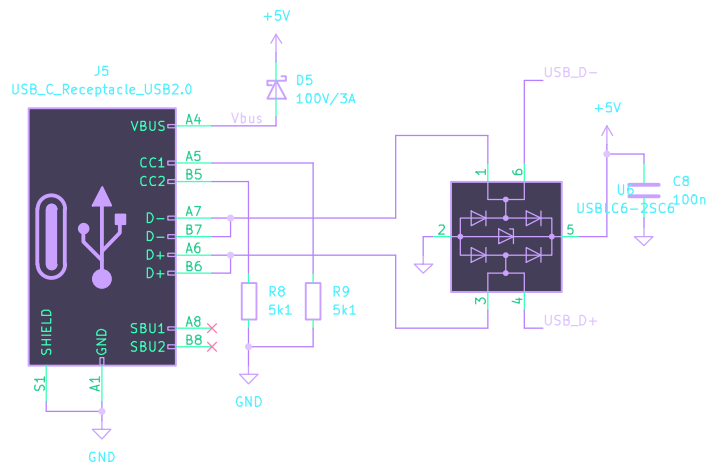 +5V
J5
USB_C_Receptacle_USB2.0
D5
100V/3A
USB_D-
+5V
VBUS
A4
Vbus
CC1
A5
CC2
B5
1
6
U6
USBLC6-2SC6
C8
100n
D-
A7
D-
B7
2
5
D+
A6
D+
B6
R8
5k1
R9
5k1
3
4
USB_D+
SBU1
A8
SBU2
B8
SHIELD
GND
S1
A1
GND
GND